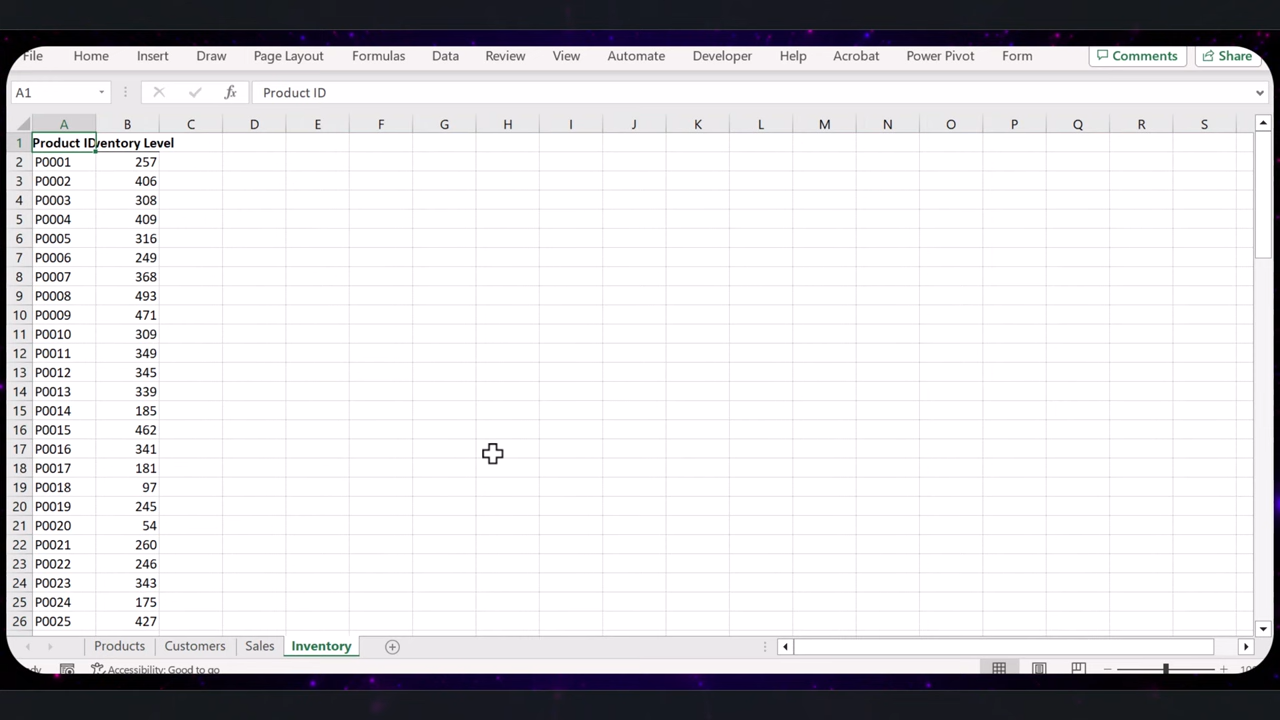 File Home Insert Draw Page Layout Formulas Data Review View Automate Developer Help Acrobat Power Pivot Form Comments Share
A1 fx Product ID
A B C D E F G H I J K L M N O P Q R S
1 Product ID ventory Level
2 P0001 257
3 P0002 406
4 P0003 308
5 P0004 409
6 P0005 316
7 P0006 249
8 P0007 368
9 P0008 493
10 P0009 471
11 P0010 309
12 P0011 349
13 P0012 345
14 P0013 339
15 P0014 185
16 P0015 462
17 P0016 341
18 P0017 181
19 P0018 97
20 P0019 245
21 P0020 54
22 P0021 260
23 P0022 246
24 P0023 343
25 P0024 175
26 P0025 427
Products Customers Sales Inventory
Accessibility: Good to go